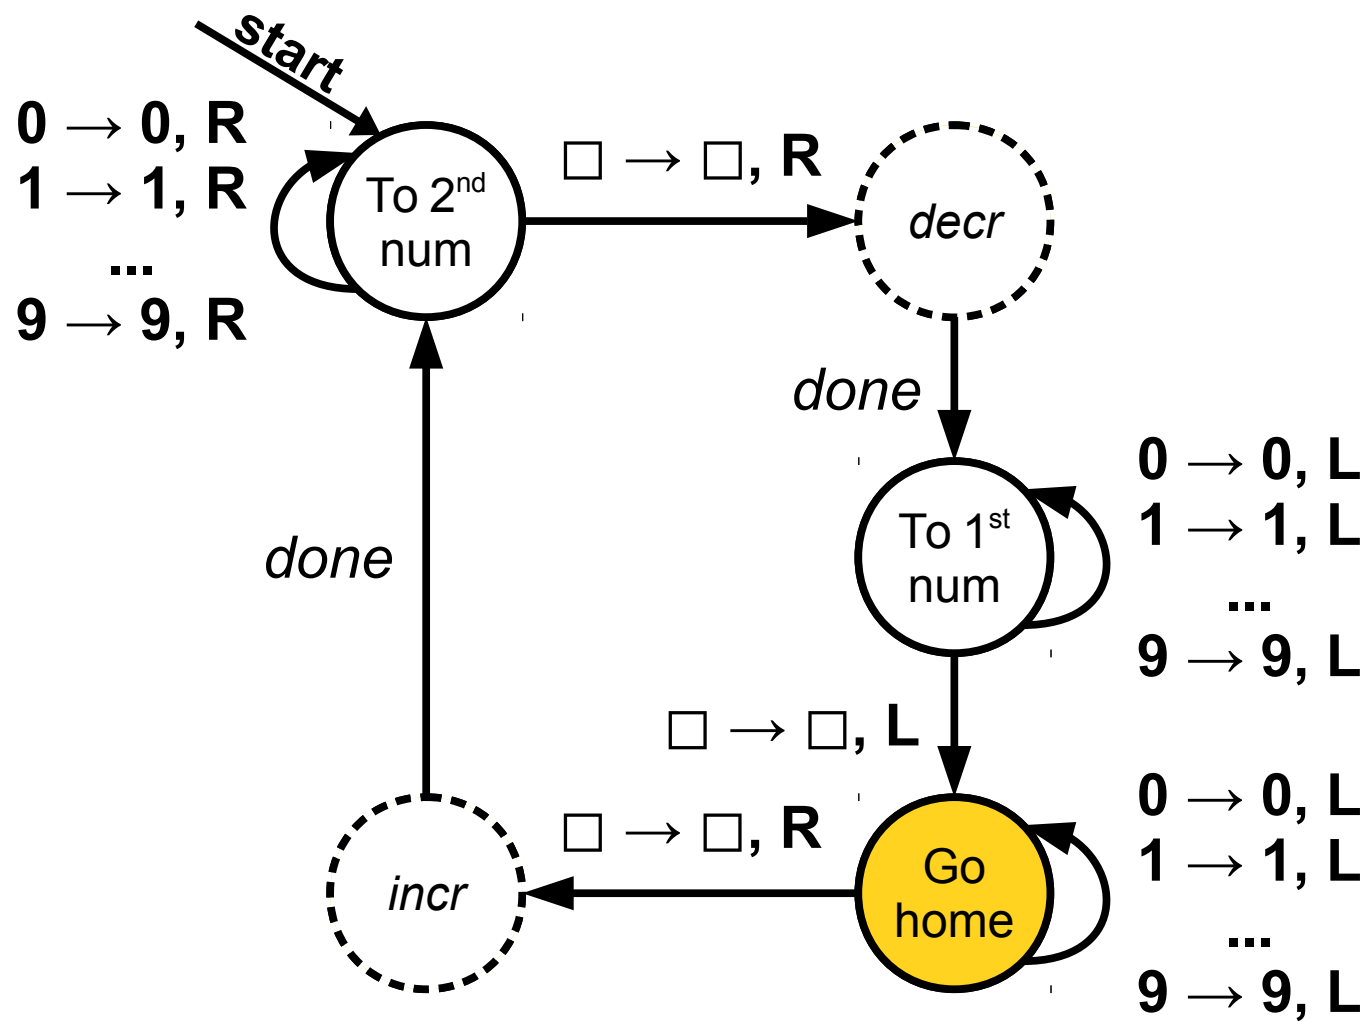 start
0 → 0, R
1 → 1, R
...
9 → 9, R
To 2nd
num
□ → □, R
decr
done
0 → 0, L
1 → 1, L
...
9 → 9, L
To 1st
num
done
□ → □, L
0 → 0, L
1 → 1, L
...
9 → 9, L
□ → □, R
Go
home
incr